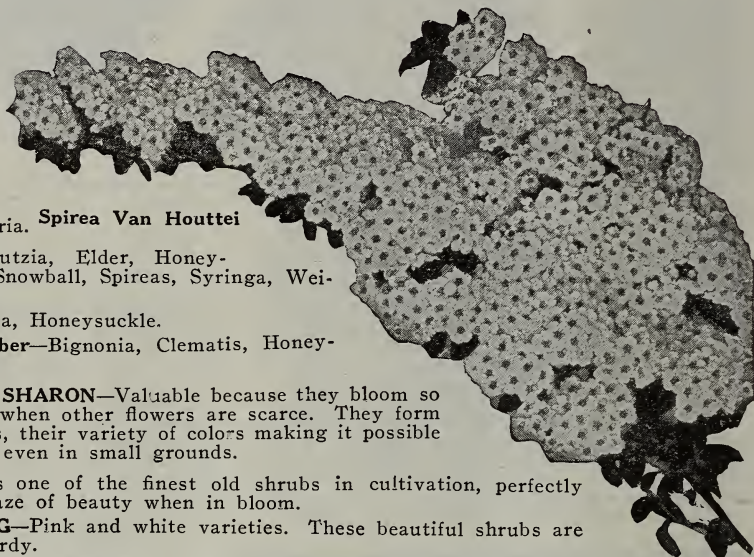 ria. Spirea Van Houttei
utzia, Elder, Honey-
Snowball, Spireas, Syringa, Wei-
a, Honeysuckle.
ber—Bignonia, Clematis, Honey-
SHARON—Valuable because they bloom so
when other flowers are scarce. They form
s, their variety of colors making it possible
even in small grounds.
s one of the finest old shrubs in cultivation, perfectly
aze of beauty when in bloom.
G—Pink and white varieties. These beautiful shrubs are
rdy.